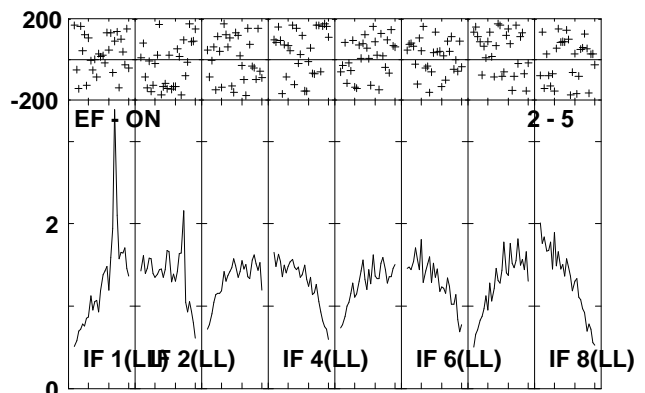 200
-200
EF - ON 2 - 5
2
IF 1(LL) IF 2(LL) IF 4(LL) IF 6(LL) IF 8(LL)
0